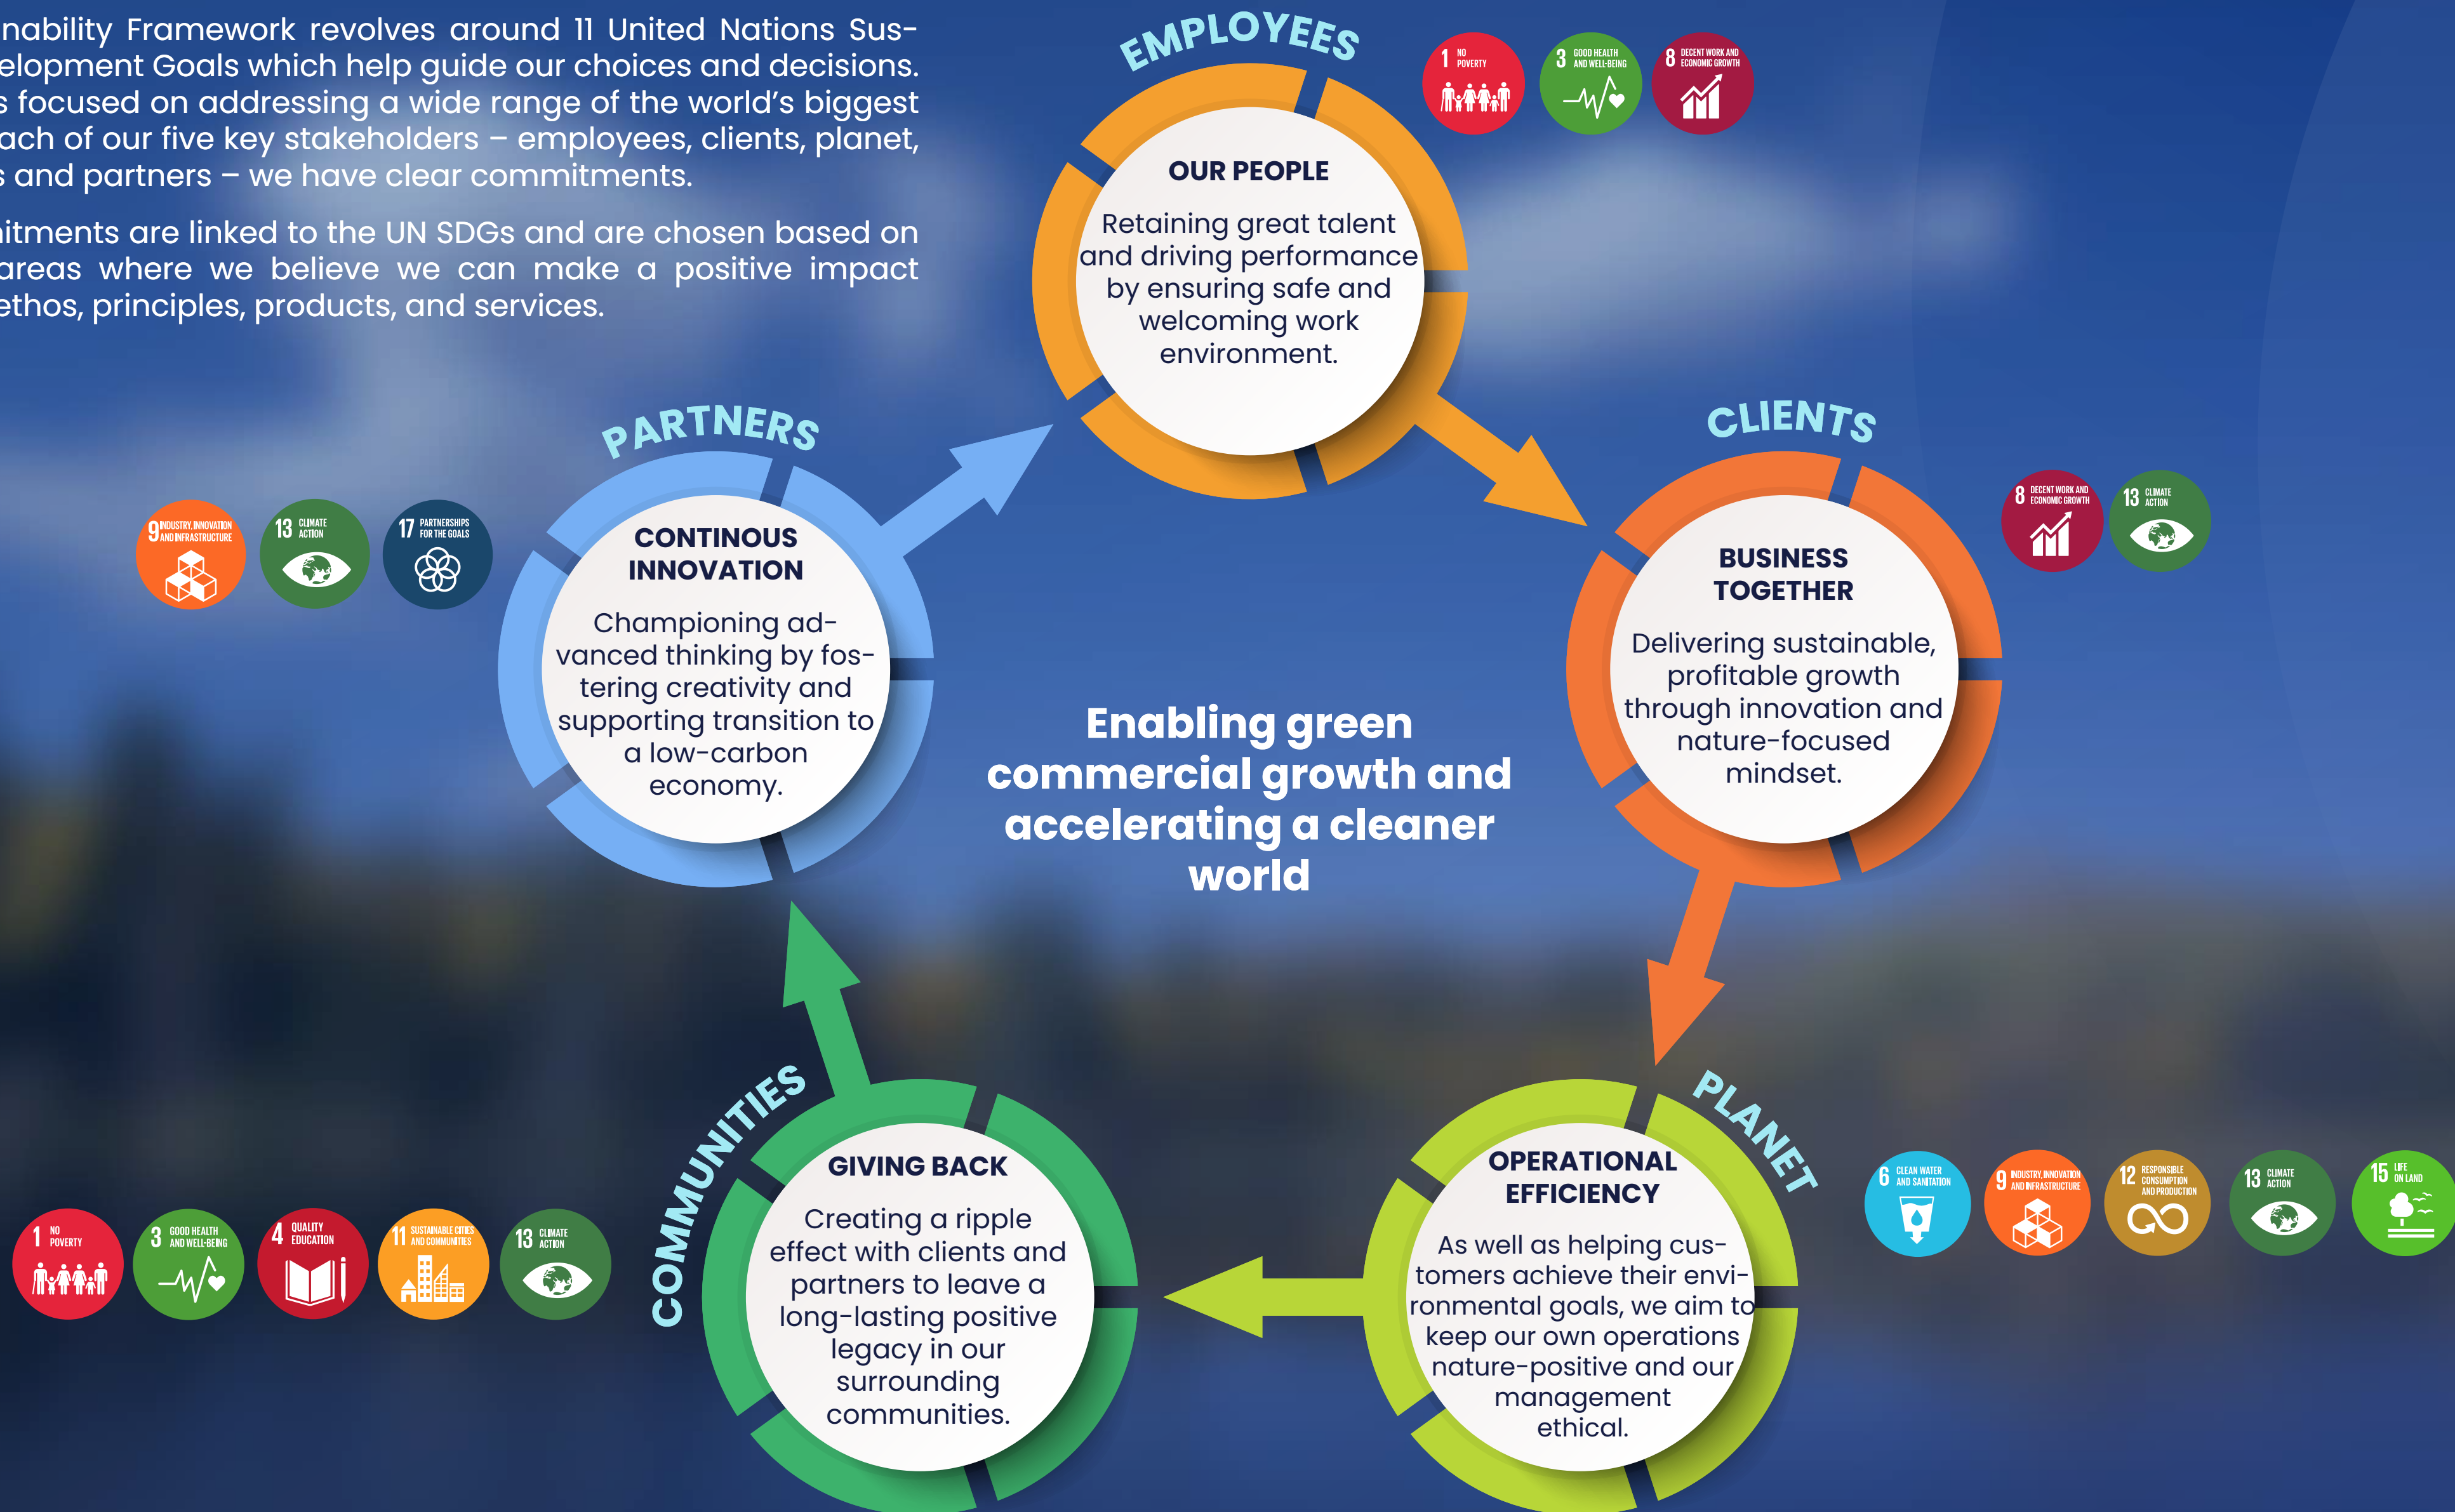 nability Framework revolves around 11 United Nations Sus-
elopment Goals which help guide our choices and decisions.
s focused on addressing a wide range of the world's biggest
ach of our five key stakeholders – employees, clients, planet,
s and partners – we have clear commitments.
itments are linked to the UN SDGs and are chosen based on
areas where we believe we can make a positive impact
ethos, principles, products, and services.
EMPLOYEES
1 NO
POVERTY
3 GOOD HEALTH
AND WELL-BEING
8 DECENT WORK AND
ECONOMIC GROWTH
OUR PEOPLE
Retaining great talent
and driving performance
by ensuring safe and
welcoming work
environment.
PARTNERS
9 INDUSTRY, INNOVATION
AND INFRASTRUCTURE
13 CLIMATE
ACTION
17 PARTNERSHIPS
FOR THE GOALS
CONTINOUS
INNOVATION
Championing ad-
vanced thinking by fos-
tering creativity and
supporting transition to
a low-carbon
economy.
CLIENTS
8 DECENT WORK AND
ECONOMIC GROWTH
13 CLIMATE
ACTION
BUSINESS
TOGETHER
Delivering sustainable,
profitable growth
through innovation and
nature-focused
mindset.
Enabling green
commercial growth and
accelerating a cleaner
world
COMMUNITIES
1 NO
POVERTY
3 GOOD HEALTH
AND WELL-BEING
4 QUALITY
EDUCATION
11 SUSTAINABLE CITIES
AND COMMUNITIES
13 CLIMATE
ACTION
GIVING BACK
Creating a ripple
effect with clients and
partners to leave a
long-lasting positive
legacy in our
surrounding
communities.
PLANET
6 CLEAN WATER
AND SANITATION
9 INDUSTRY, INNOVATION
AND INFRASTRUCTURE
12 RESPONSIBLE
CONSUMPTION
AND PRODUCTION
13 CLIMATE
ACTION
15 LIFE
ON LAND
OPERATIONAL
EFFICIENCY
As well as helping cus-
tomers achieve their envi-
ronmental goals, we aim to
keep our own operations
nature-positive and our
management
ethical.